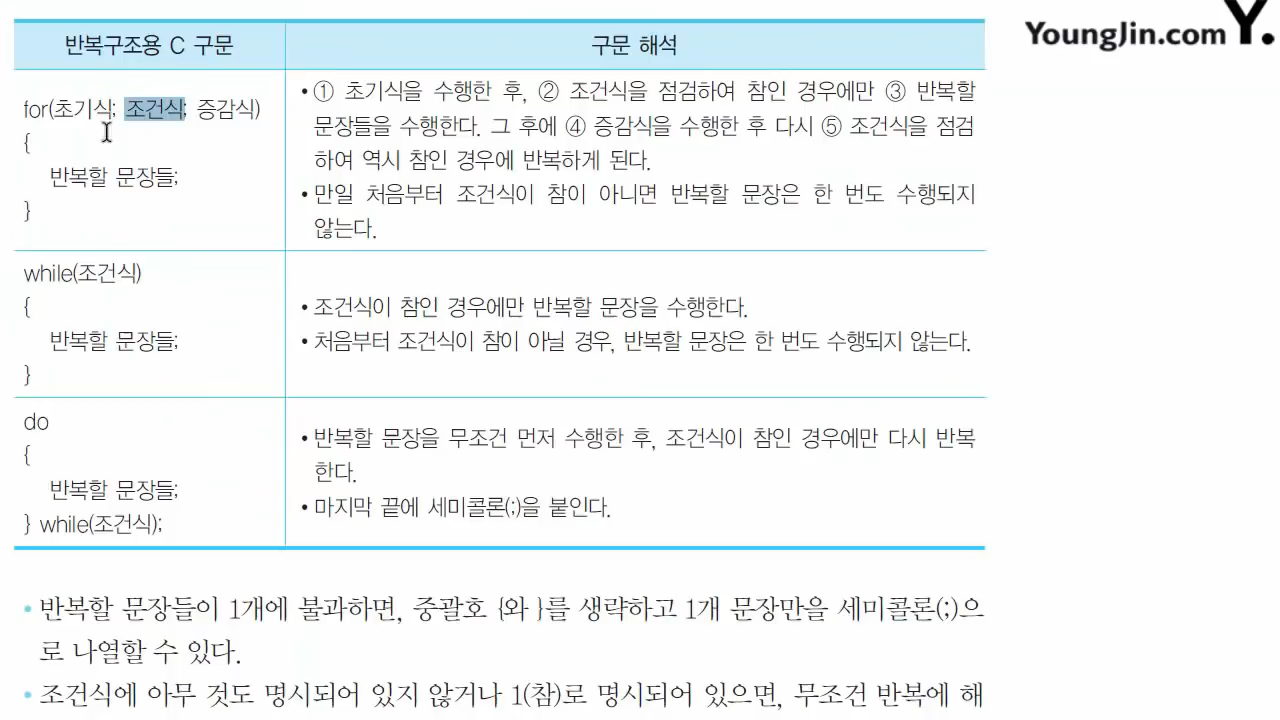 YoungJin.com Y.
반복구조용 C 구문
구문 해석
for(초기식; 조건식; 증감식)
{
반복할 문장들;
}
• ① 초기식을 수행한 후, ② 조건식을 점검하여 참인 경우에만 ③ 반복할
문장들을 수행한다. 그 후에 ④ 증감식을 수행한 후 다시 ⑤ 조건식을 점검
하여 역시 참인 경우에 반복하게 된다.
• 만일 처음부터 조건식이 참이 아니면 반복할 문장은 한 번도 수행되지
않는다.
while(조건식)
{
반복할 문장들;
}
• 조건식이 참인 경우에만 반복할 문장을 수행한다.
• 처음부터 조건식이 참이 아닐 경우, 반복할 문장은 한 번도 수행되지 않는다.
do
{
반복할 문장들;
} while(조건식);
• 반복할 문장을 무조건 먼저 수행한 후, 조건식이 참인 경우에만 다시 반복
한다.
• 마지막 끝에 세미콜론(;)을 붙인다.
• 반복할 문장들이 1개에 불과하면, 중괄호 {와 }를 생략하고 1개 문장만을 세미콜론(;)으
로 나열할 수 있다.
• 조건식에 아무 것도 명시되어 있지 않거나 1(참)로 명시되어 있으면, 무조건 반복에 해